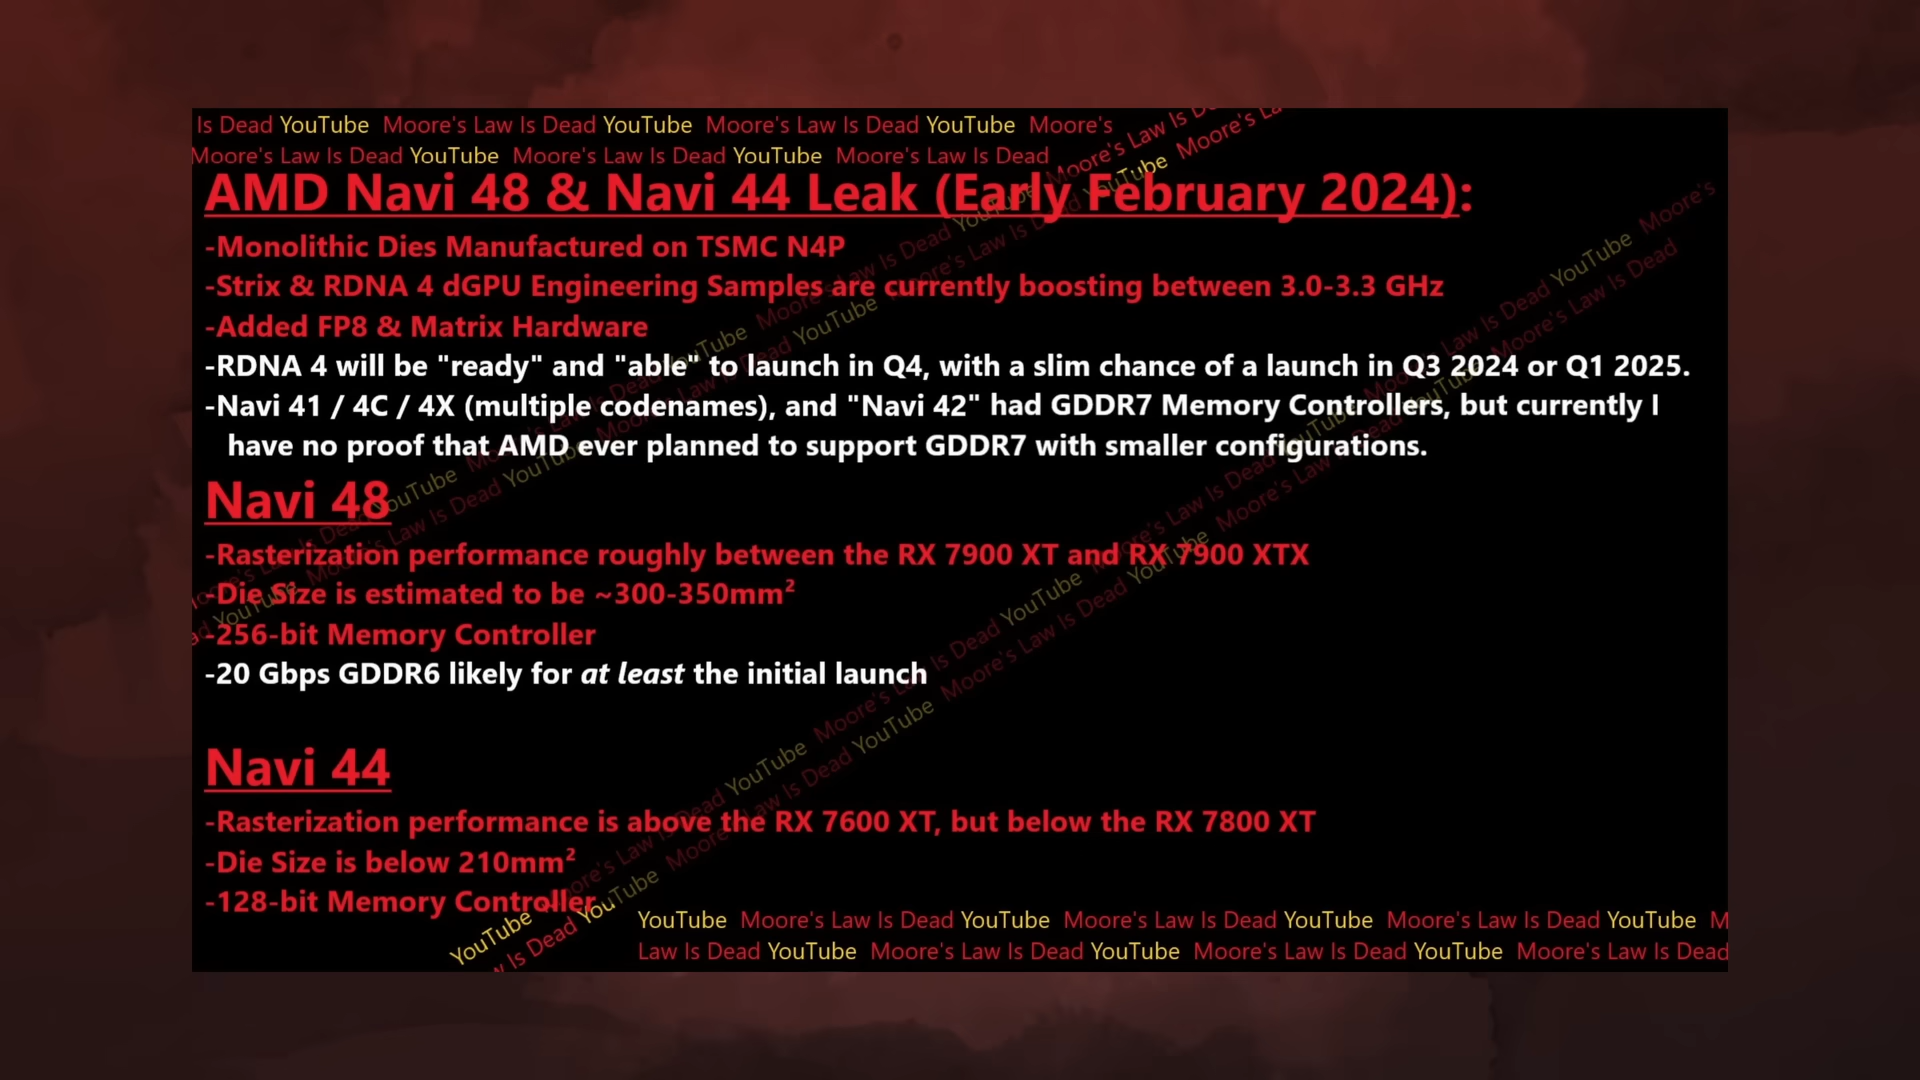 Is Dead YouTube Moore's Law Is Dead YouTube Moore's Law Is Dead YouTube Moore's
Moore's Law Is Dead YouTube Moore's Law Is Dead YouTube Moore's Law Is Dead
AMD Navi 48 & Navi 44 Leak (Early February 2024):
-Monolithic Dies Manufactured on TSMC N4P
-Strix & RDNA 4 dGPU Engineering Samples are currently boosting between 3.0-3.3 GHz
-Added FP8 & Matrix Hardware
-RDNA 4 will be "ready" and "able" to launch in Q4, with a slim chance of a launch in Q3 2024 or Q1 2025.
-Navi 41 / 4C / 4X (multiple codenames), and "Navi 42" had GDDR7 Memory Controllers, but currently I
have no proof that AMD ever planned to support GDDR7 with smaller configurations.
Navi 48
-Rasterization performance roughly between the RX 7900 XT and RX 7900 XTX
-Die Size is estimated to be ~300-350mm²
-256-bit Memory Controller
-20 Gbps GDDR6 likely for at least the initial launch
Navi 44
-Rasterization performance is above the RX 7600 XT, but below the RX 7800 XT
-Die Size is below 210mm²
-128-bit Memory Controller
YouTube Moore's Law Is Dead YouTube Moore's Law Is Dead YouTube Moore's Law Is Dead YouTube M
Law Is Dead YouTube Moore's Law Is Dead YouTube Moore's Law Is Dead YouTube Moore's Law Is Dead